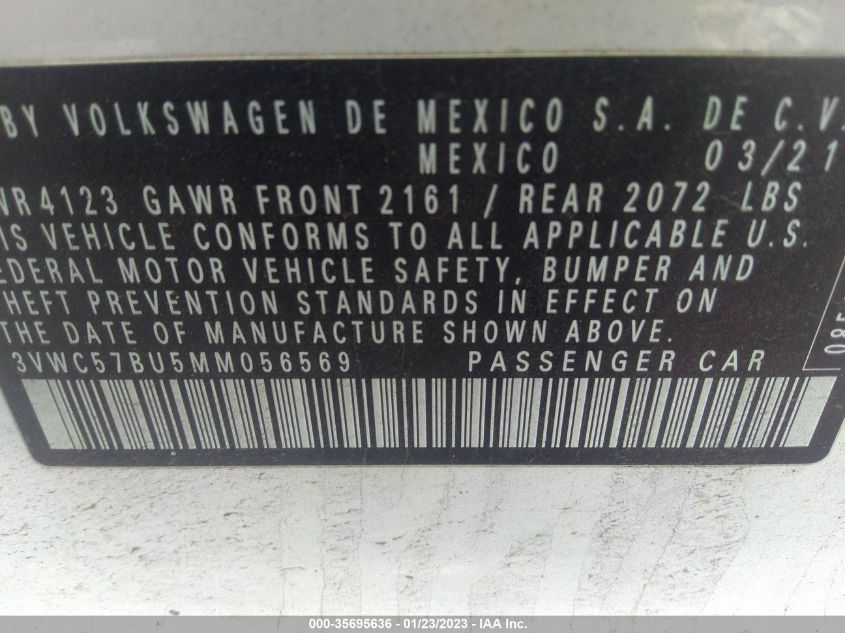 BY VOLKSWAGEN DE MEXICO S.A. DE C.V.
MEXICO 03/21
VR4123 GAWR FRONT 2161 / REAR 2072 LBS
IS VEHICLE CONFORMS TO ALL APPLICABLE U.S.
EDERAL MOTOR VEHICLE SAFETY, BUMPER AND
HEFT PREVENTION STANDARDS IN EFFECT ON
THE DATE OF MANUFACTURE SHOWN ABOVE.
3VWC57BU5MM056569 PASSENGER CAR
000-35695636 - 01/23/2023 - IAA Inc.